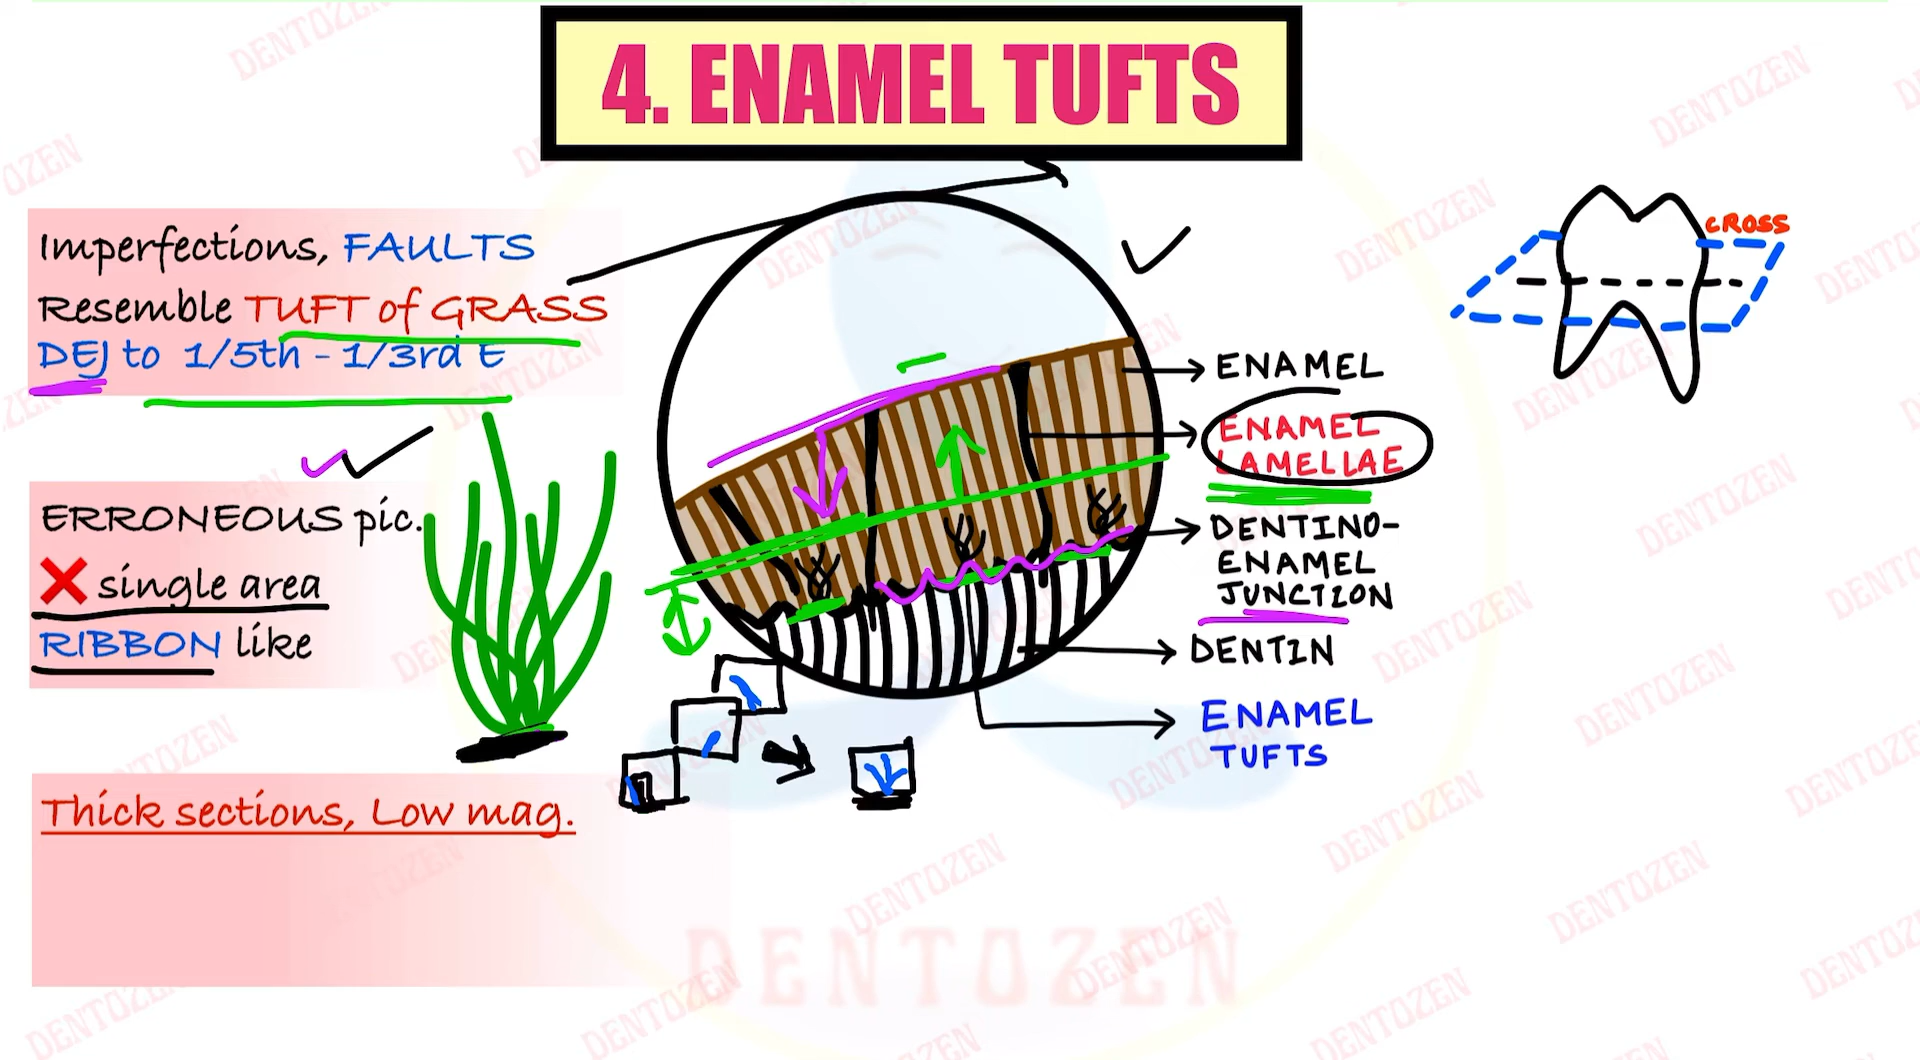 4. ENAMEL TUFTS
Imperfections, FAULTS
Resemble TUFT of GRASS
DEJ to 1/5th - 1/3rd E
ERRONEOUS pic.
❌ single area
RIBBON like
Thick sections, Low mag.
CROSS
ENAMEL
ENAMEL
LAMELLAE
DENTINO-
ENAMEL
JUNCTION
DENTIN
ENAMEL
TUFTS
DENTOZEN